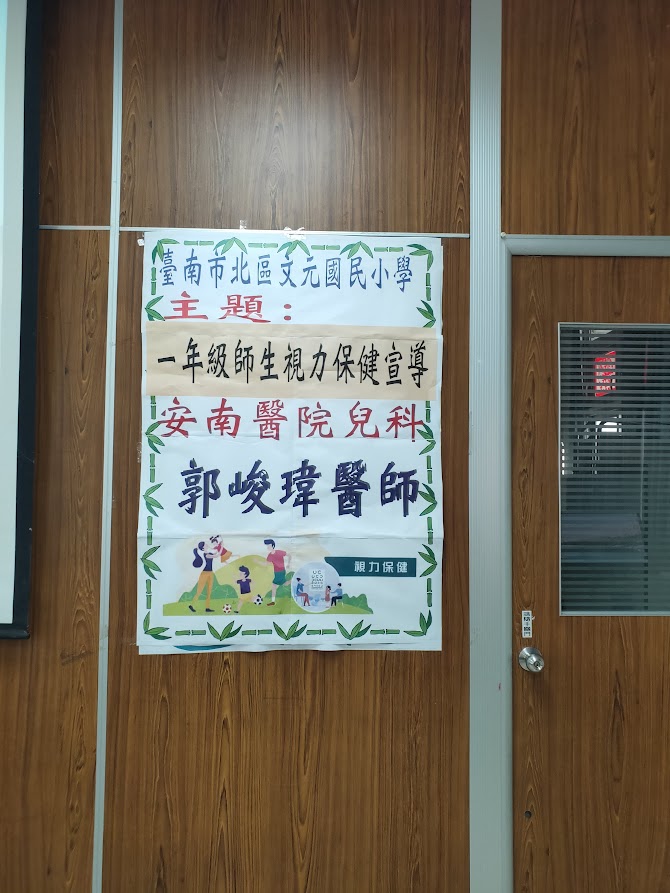 臺南市北區文元國民小學
主題:
一年級師生視力保健宣導
安南醫院兒科
郭峻瑋醫師
視力保健